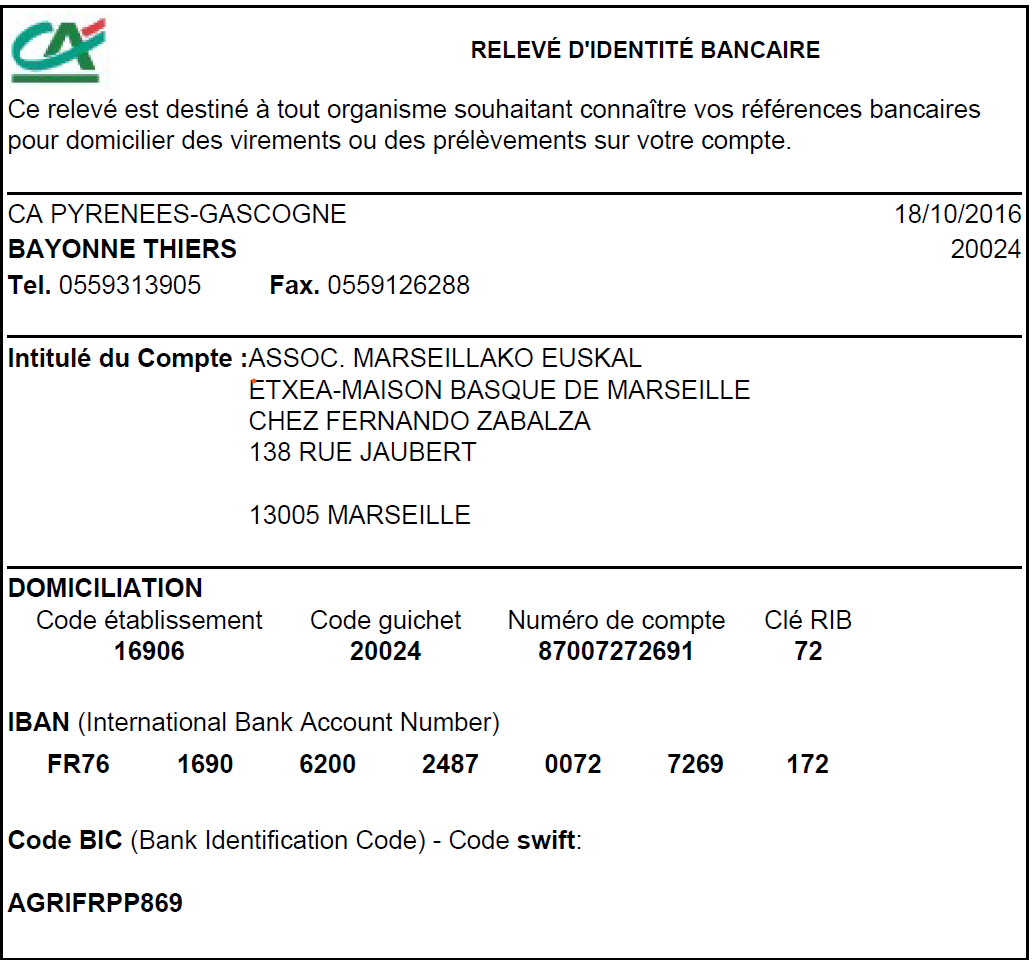 CA
RELEVÉ D'IDENTITÉ BANCAIRE
Ce relevé est destiné à tout organisme souhaitant connaître vos références bancaires
pour domicilier des virements ou des prélèvements sur votre compte.
CA PYRENEES-GASCOGNE 18/10/2016
BAYONNE THIERS 20024
Tel. 0559313905 Fax. 0559126288
Intitulé du Compte :ASSOC. MARSEILLAKO EUSKAL
ETXEA-MAISON BASQUE DE MARSEILLE
CHEZ FERNANDO ZABALZA
138 RUE JAUBERT
13005 MARSEILLE
DOMICILIATION
Code établissement Code guichet Numéro de compte Clé RIB
16906 20024 87007272691 72
IBAN (International Bank Account Number)
FR76 1690 6200 2487 0072 7269 172
Code BIC (Bank Identification Code) - Code swift:
AGRIFRPP869